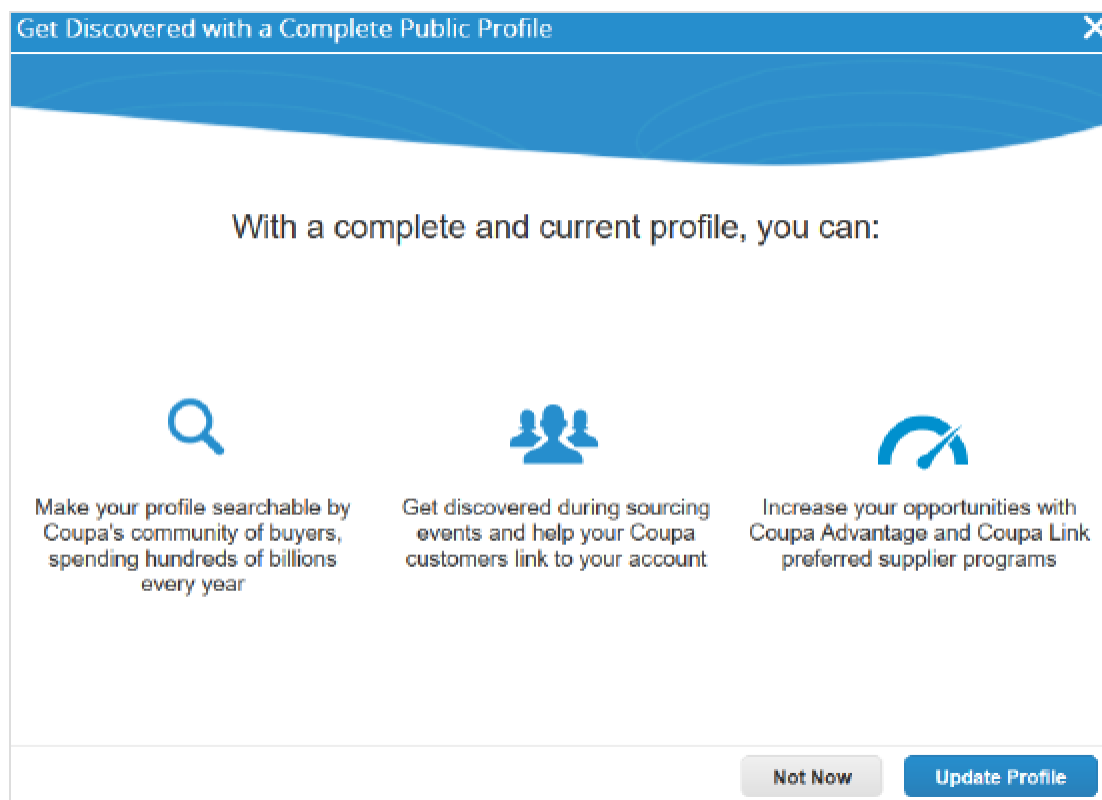 Get Discovered with a Complete Public Profile
With a complete and current profile, you can:
Make your profile searchable by
Coupa's community of buyers,
spending hundreds of billions
every year
Get discovered during sourcing
events and help your Coupa
customers link to your account
Increase your opportunities with
Coupa Advantage and Coupa Link
preferred supplier programs
Not Now
Update Profile